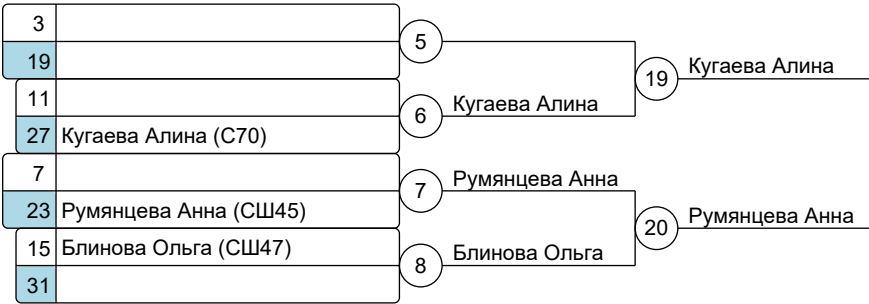 3
19
5
11
27 Кугаева Алина (С70)
6 Кугаева Алина
19 Кугаева Алина
7
23 Румянцева Анна (СШ45)
7 Румянцева Анна
15 Блинова Ольга (СШ47)
31
8 Блинова Ольга
20 Румянцева Анна